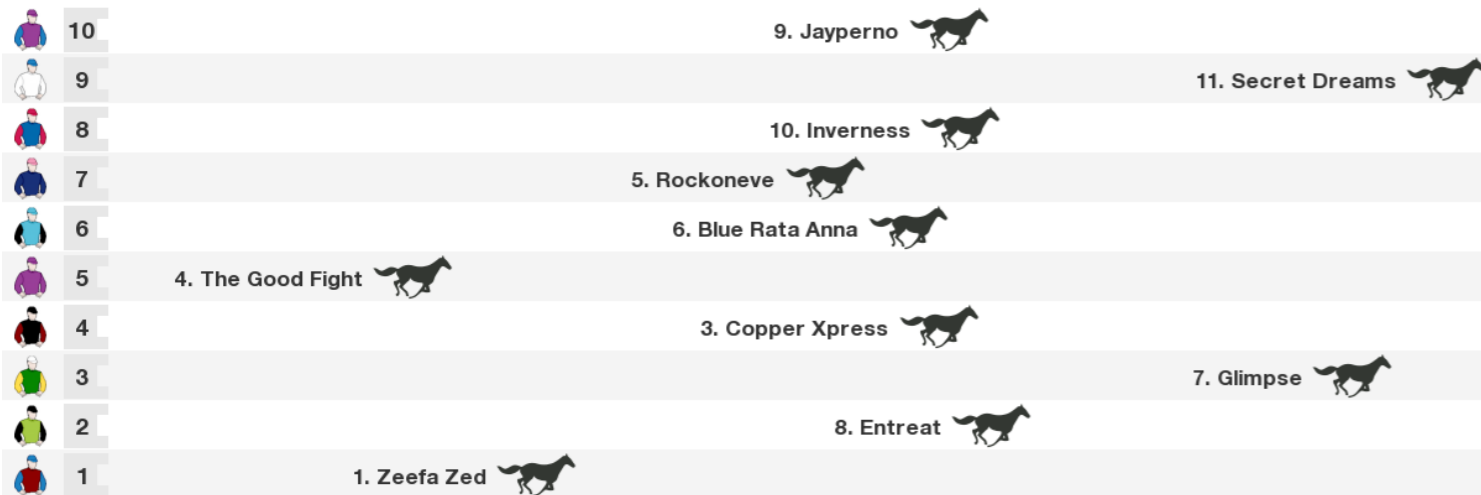 10 9. Jayperno
9 11. Secret Dreams
8 10. Inverness
7 5. Rockoneve
6 6. Blue Rata Anna
5 4. The Good Fight
4 3. Copper Xpress
3 7. Glimpse
2 8. Entreat
1 1. Zeefa Zed